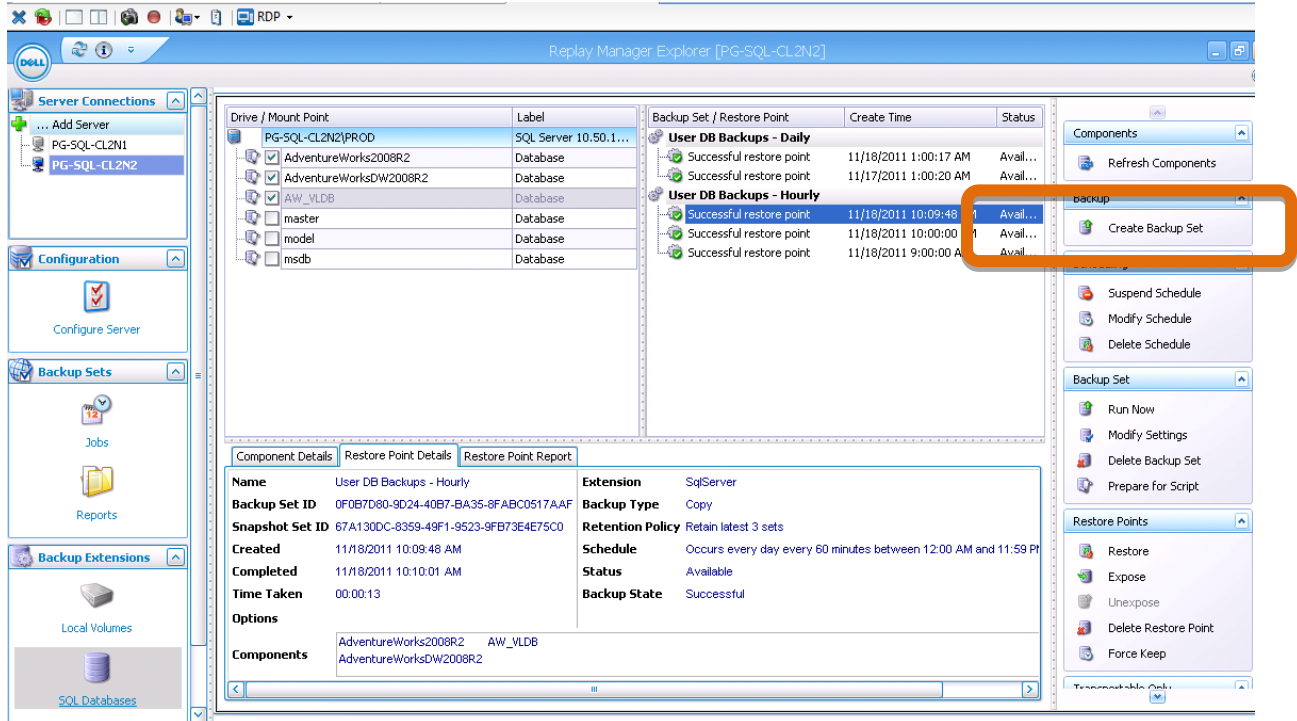 RDP
DELL
Replay Manager Explorer [PG-SQL-CL2N2]
Server Connections
... Add Server
PG-SQL-CL2N1
PG-SQL-CL2N2
Configuration
Configure Server
Backup Sets
12
Jobs
Reports
Backup Extensions
Local Volumes
SQL Databases
Drive / Mount Point Label
PG-SQL-CL2N2\PROD SQL Server 10.50.1...
AdventureWorks2008R2 Database
AdventureWorksDW2008R2 Database
AW_VLDB Database
master Database
model Database
msdb Database
Backup Set / Restore Point Create Time Status
User DB Backups - Daily
Successful restore point 11/18/2011 1:00:17 AM Avail...
Successful restore point 11/17/2011 1:00:20 AM Avail...
User DB Backups - Hourly
Successful restore point 11/18/2011 10:09:48 Avail...
Successful restore point 11/18/2011 10:00:00 Avail...
Successful restore point 11/18/2011 9:00:00 A Avail...
Component Details Restore Point Details Restore Point Report
Name User DB Backups - Hourly Extension SqlServer
Backup Set ID 0F0B7D80-9D24-40B7-BA35-8FABC0517AAF Backup Type Copy
Snapshot Set ID 67A130DC-8359-49F1-9523-9FB73E4E75C0 Retention Policy Retain latest 3 sets
Created 11/18/2011 10:09:48 AM Schedule Occurs every day every 60 minutes between 12:00 AM and 11:59 PM
Completed 11/18/2011 10:10:01 AM Status Available
Time Taken 00:00:13 Backup State Successful
Options
Components AdventureWorks2008R2 AW_VLDB
AdventureWorksDW2008R2
Components
Refresh Components
Backup
Create Backup Set
Scheduling
Suspend Schedule
Modify Schedule
Delete Schedule
Backup Set
Run Now
Modify Settings
Delete Backup Set
Prepare for Script
Restore Points
Restore
Expose
Unexpose
Delete Restore Point
Force Keep
Transportable Only